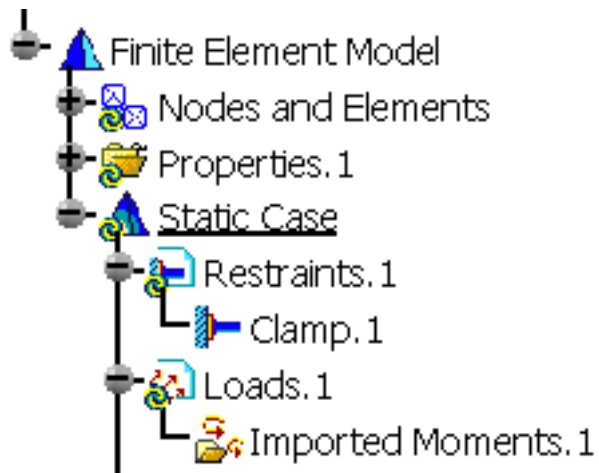 Finite Element Model
Nodes and Elements
Properties.1
Static Case
Restraints.1
Clamp.1
Loads.1
Imported Moments.1